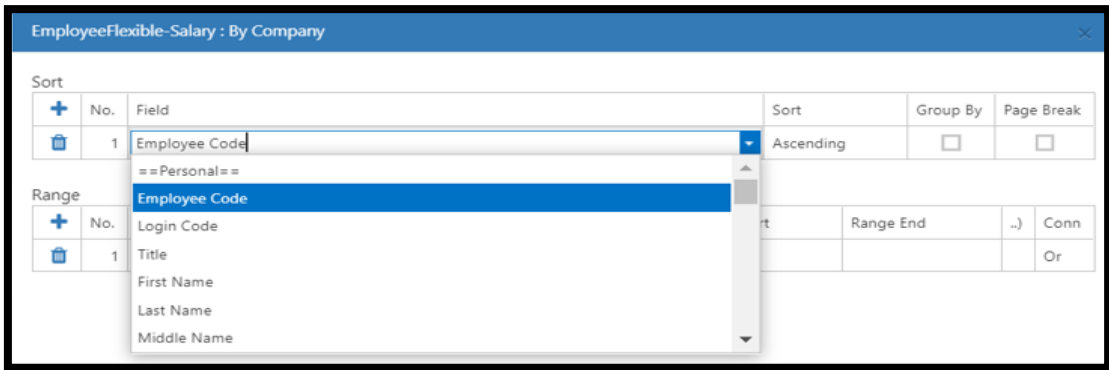 EmployeeFlexible-Salary : By Company
Sort
No. Field Sort Group By Page Break
1 Employee Code Ascending
==Personal==
Range
Employee Code
No. Login Code rt Range End ..) Conn
1 Title Or
First Name
Last Name
Middle Name